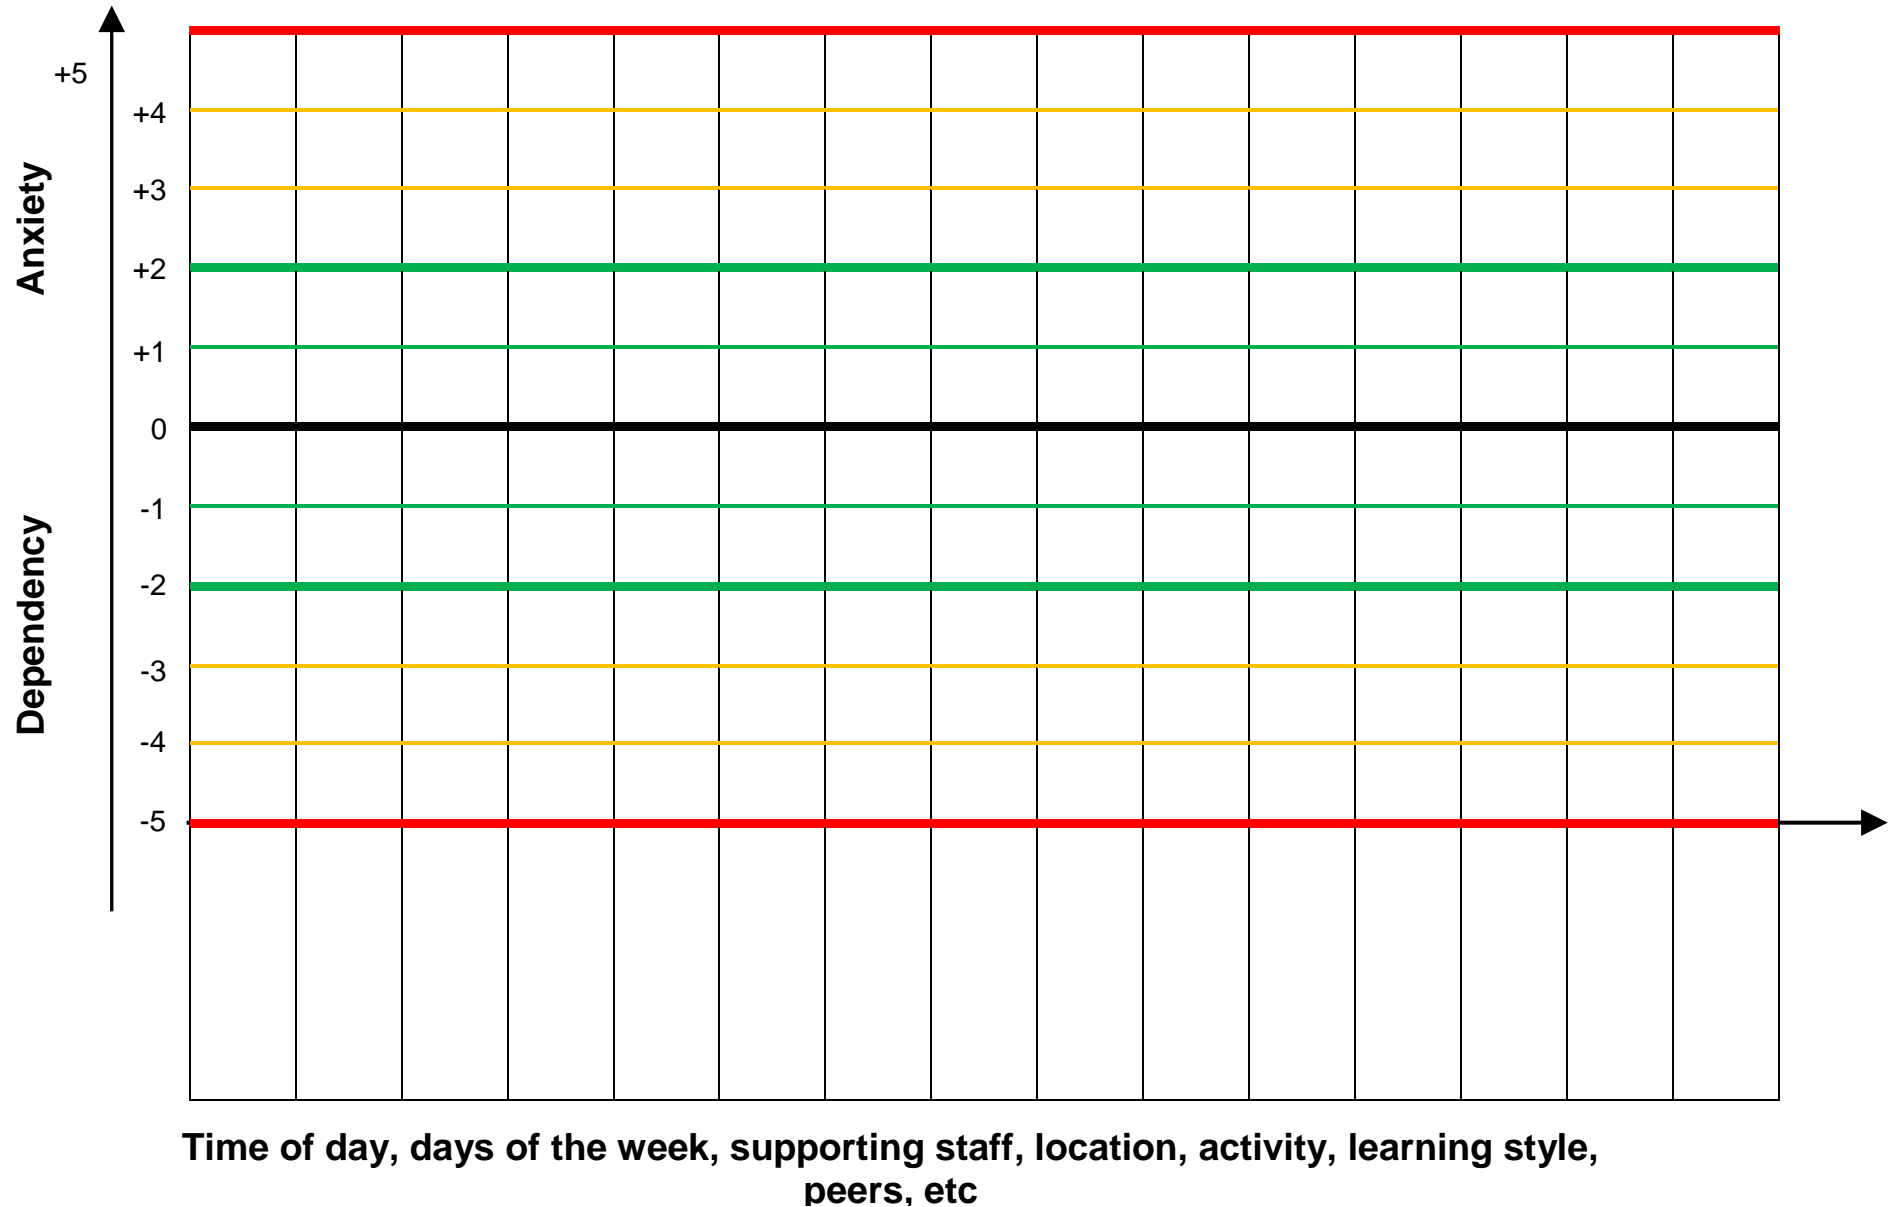 +5
+4
+3
Anxiety
+2
+1
0
-1
Dependency
-2
-3
-4
-5
Time of day, days of the week, supporting staff, location, activity, learning style,
peers, etc